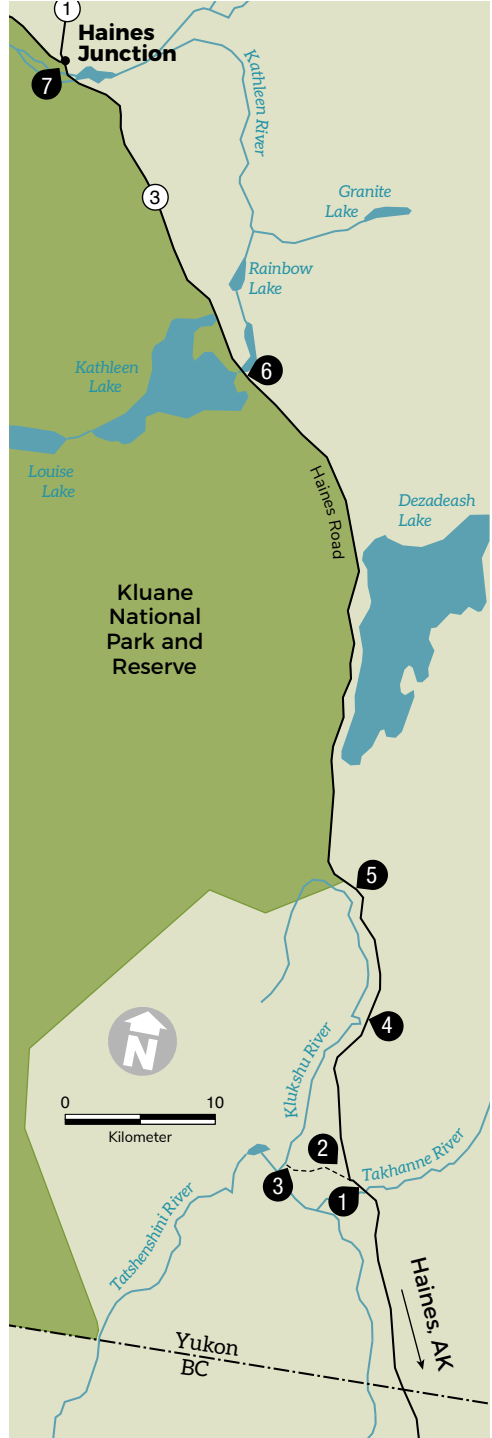 1
Haines
Junction
7
Kathleen River
3
Granite
Lake
Rainbow
Lake
Kathleen
Lake
6
Louise
Lake
Haines Road
Dezadeash
Lake
Kluane
National
Park and
Reserve
5
N
4
0 10
Kilometer
Klukshu River
2
Takhanne River
3
1
Tatshenshini River
Haines, AK
Yukon
BC